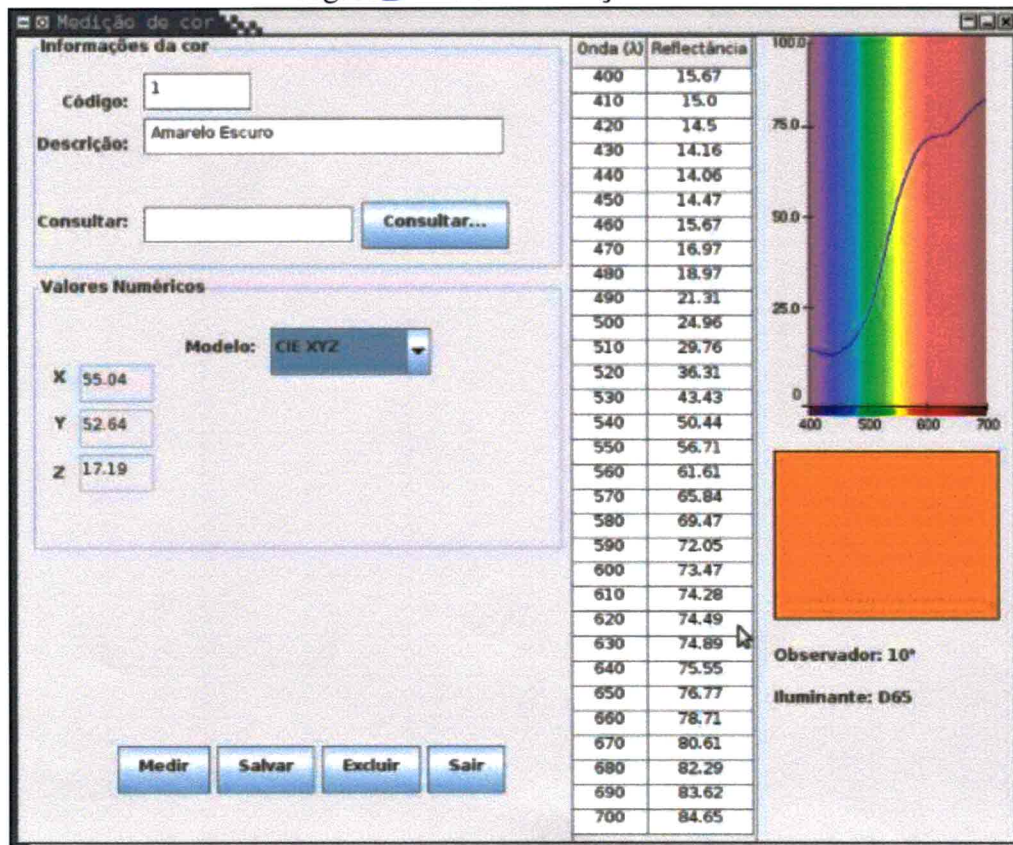 Medição de cor
Informações da cor
Código: 1
Descrição: Amarelo Escuro
Consultar: Consultar...
Valores Numéricos
Modelo: CIE XYZ
X 55.04
Y 52.64
Z 17.19
Medir Salvar Excluir Sair
Onda (λ) Reflectância
400 15.67
410 15.0
420 14.5
430 14.16
440 14.06
450 14.47
460 15.67
470 16.97
480 18.97
490 21.31
500 24.96
510 29.76
520 36.31
530 43.43
540 50.44
550 56.71
560 61.61
570 65.84
580 69.47
590 72.05
600 73.47
610 74.28
620 74.49
630 74.89
640 75.55
650 76.77
660 78.71
670 80.61
680 82.29
690 83.62
700 84.65
100.0
75.0
50.0
25.0
0
400 500 600 700
Observador: 10°
Iluminante: D65